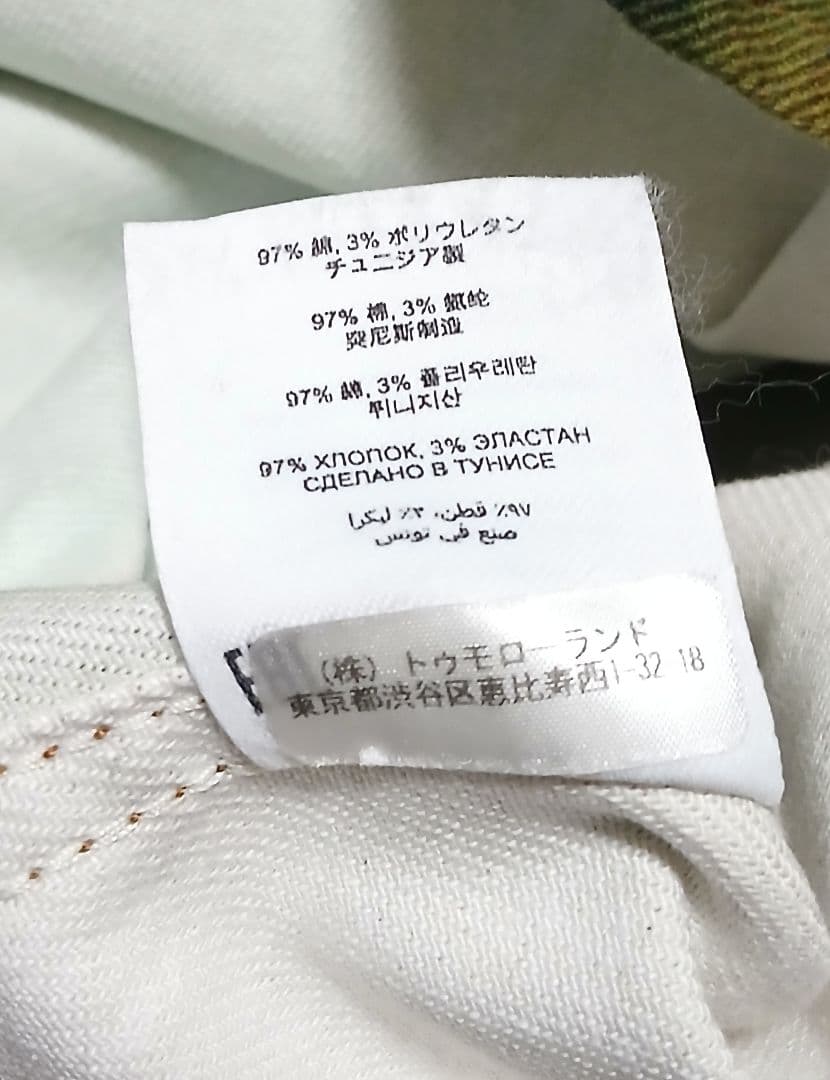 97% 綿, 3% ポリウレタン
チュニジア製
97% 棉, 3% 氨纶
突尼斯制造
97% 綿, 3% 폴리우레탄
튀니지산
97% ХЛОПОК, 3% ЭЛАСТАН
СДЕЛАНО В ТУНИСЕ
٩٧٪ قطن، ٣٪ ليكرا
صنع في تونس
(株) トゥモローランド
東京都渋谷区恵比寿西1-32 18